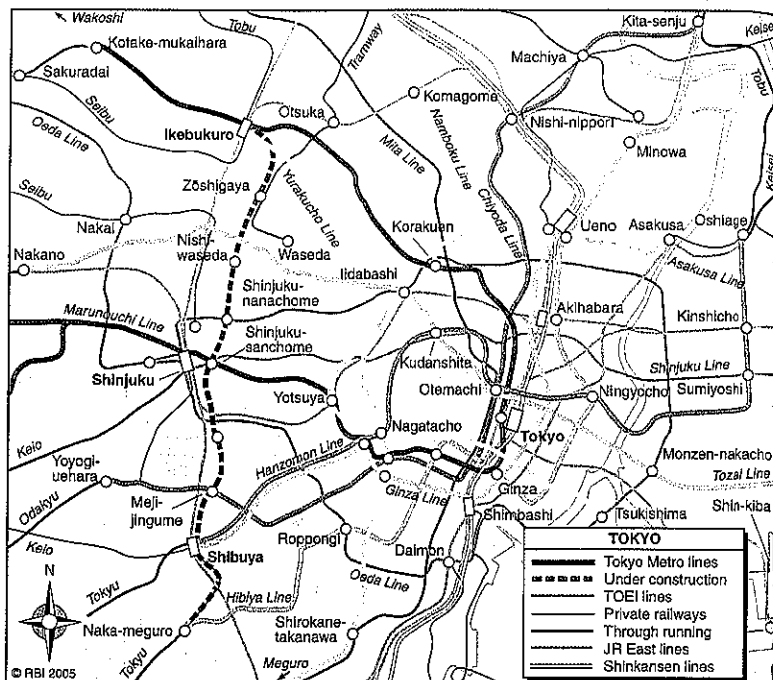 Wakoshi
Kotake-mukaihara
Sakuradai
Seibu
Oeda Line
Tobu
Tramway
Otsuka
Ikebukuro
Komagome
Mita Line
Namboku Line
Chiyoda Line
Machiya
Kita-senju
Keisei
Tobu
Nishi-nippori
Minowa
Keisei
Seibu
Nakai
Nakano
Zōshigaya
Yurakucho Line
Nishi-
waseda
Waseda
Korakuen
Iidabashi
Ueno
Asakusa
Oshiage
Asakusa Line
Shinjuku-
nanachome
Marunouchi Line
Shinjuku-
sanchome
Shinjuku
Akihabara
Kinshicho
Kudanshita
Shinjuku Line
Otemachi
Ningyocho
Sumiyoshi
Yotsuya
Nagatacho
Tokyo
Keio
Yoyogi-
uehara
Hanzomon Line
Monzen-nakacho
Tozai Line
Odakyu
Meji-
jingume
Ginza Line
Ginza
Shimbashi
Tsukishima
Shin-kiba
Keio
Shibuya
Roppongi
Daimon
Oeda Line
Tokyu
Hibiya Line
Naka-meguro
Shirokane-
takanawa
Tokyu
Meguro
N
© RBI 2005
TOKYO
Tokyo Metro lines
Under construction
TOEI lines
Private railways
Through running
JR East lines
Shinkansen lines